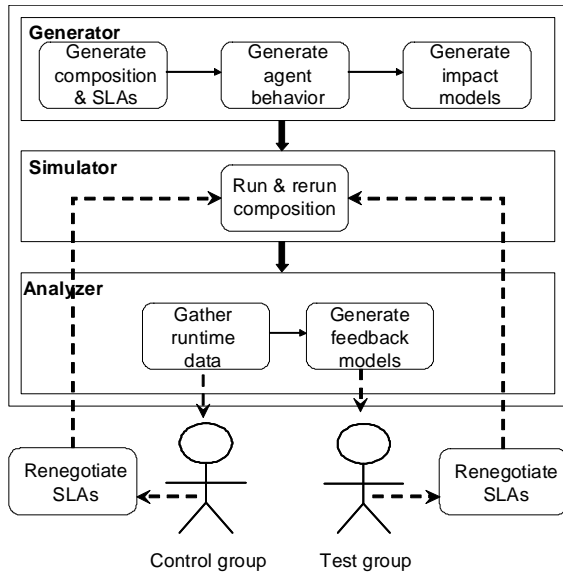 Generator
Generate
composition
& SLAs
Generate
agent
behavior
Generate
impact
models
Simulator
Run & rerun
composition
Analyzer
Gather
runtime
data
Generate
feedback
models
Renegotiate
SLAs
Renegotiate
SLAs
Control group
Test group